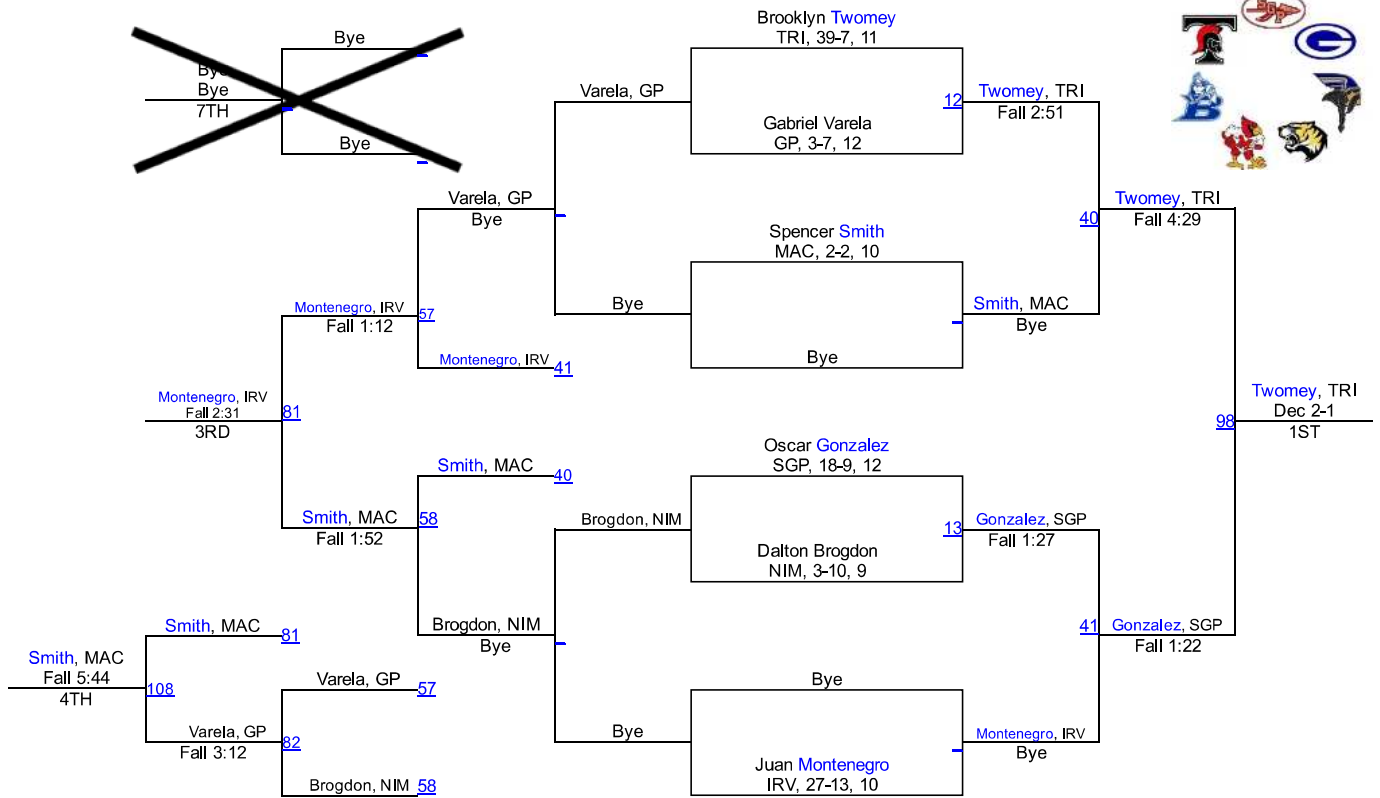 Bye
Bye
Bye
7TH
Bye
Brooklyn Twomey
TRI, 39-7, 11
Varela, GP
12
Twomey, TRI
Fall 2:51
Gabriel Varela
GP, 3-7, 12
Varela, GP
Bye
Twomey, TRI
40
Fall 4:29
Spencer Smith
MAC, 2-2, 10
Montenegro, IRV
57
Fall 1:12
Bye
Smith, MAC
Bye
Montenegro, IRV
41
Bye
Montenegro, IRV
Fall 2:31
81
3RD
Twomey, TRI
98
Dec 2-1
1ST
Oscar Gonzalez
SGP, 18-9, 12
Smith, MAC
40
Smith, MAC
58
Fall 1:52
Brogdon, NIM
13
Gonzalez, SGP
Fall 1:27
Dalton Brogdon
NIM, 3-10, 9
Smith, MAC
81
Brogdon, NIM
Bye
41
Gonzalez, SGP
Fall 1:22
Smith, MAC
Fall 5:44
108
4TH
Varela, GP
57
Bye
Varela, GP
82
Fall 3:12
Bye
Montenegro, IRV
Bye
Juan Montenegro
IRV, 27-13, 10
Brogdon, NIM
58
SGP
T
G
B